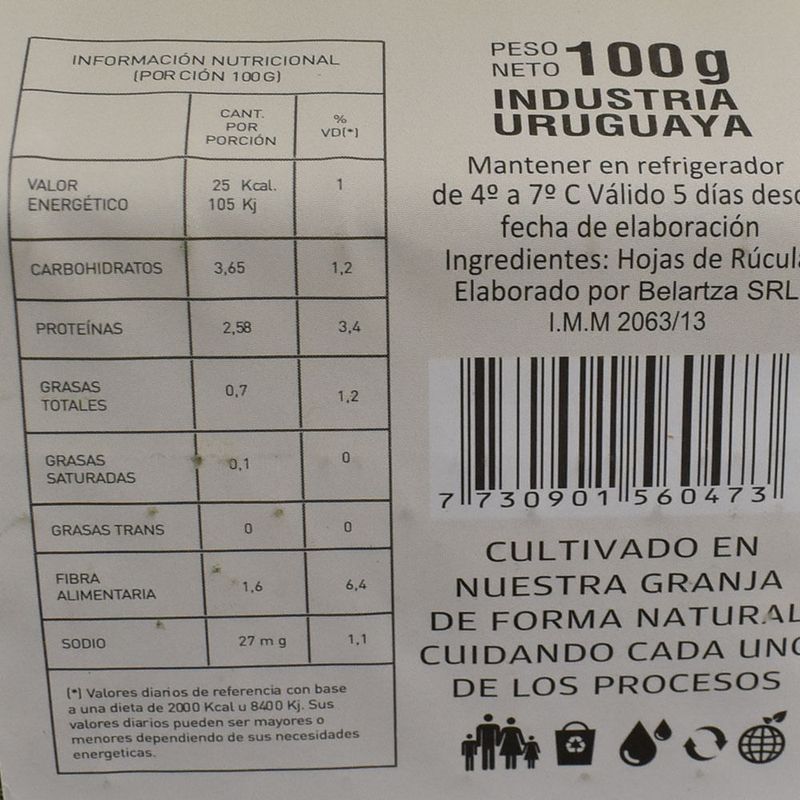 INFORMACIÓN NUTRICIONAL
(PORCIÓN 100G)
CANT.
POR
PORCIÓN
%
VD(*)
VALOR
ENERGÉTICO
25 Kcal.
105 Kj
1
CARBOHIDRATOS 3,65 1,2
PROTEÍNAS 2,58 3,4
GRASAS
TOTALES
0,7 1,2
GRASAS
SATURADAS
0,1 0
GRASAS TRANS 0 0
FIBRA
ALIMENTARIA
1,6 6,4
SODIO 27 mg 1,1
(*) Valores diarios de referencia con base
a una dieta de 2000 Kcal u 8400 Kj. Sus
valores diarios pueden ser mayores o
menores dependiendo de sus necesidades
energeticas.
PESO
NETO
100g
INDUSTRIA
URUGUAYA
Mantener en refrigerador
de 4º a 7º C Válido 5 días desd
fecha de elaboración
Ingredientes: Hojas de Rúcula
Elaborado por Belartza SRL
I.M.M 2063/13
7 730901 560473
CULTIVADO EN
NUESTRA GRANJA
DE FORMA NATURAL
CUIDANDO CADA UNO
DE LOS PROCESOS